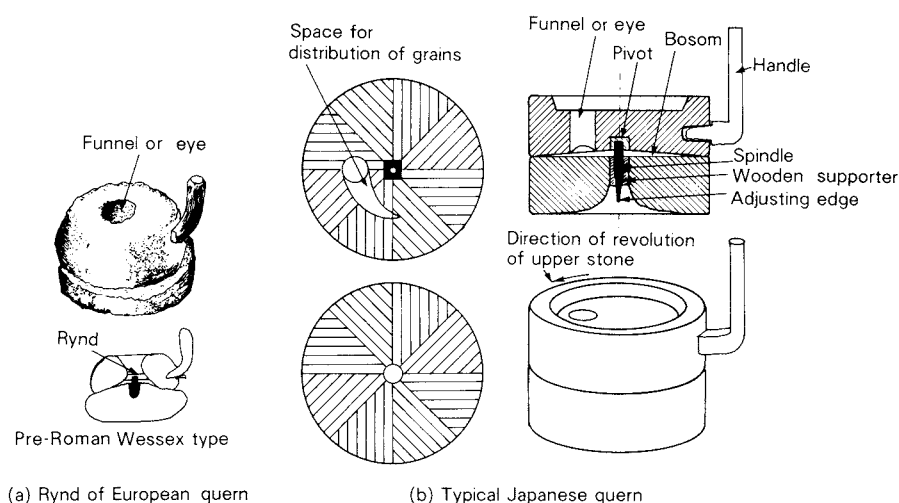 Funnel or eye
Rynd
Pre-Roman Wessex type
(a) Rynd of European quern
Space for
distribution of grains
Funnel or eye
Pivot
Bosom
Handle
Spindle
Wooden supporter
Adjusting edge
Direction of revolution
of upper stone
(b) Typical Japanese quern